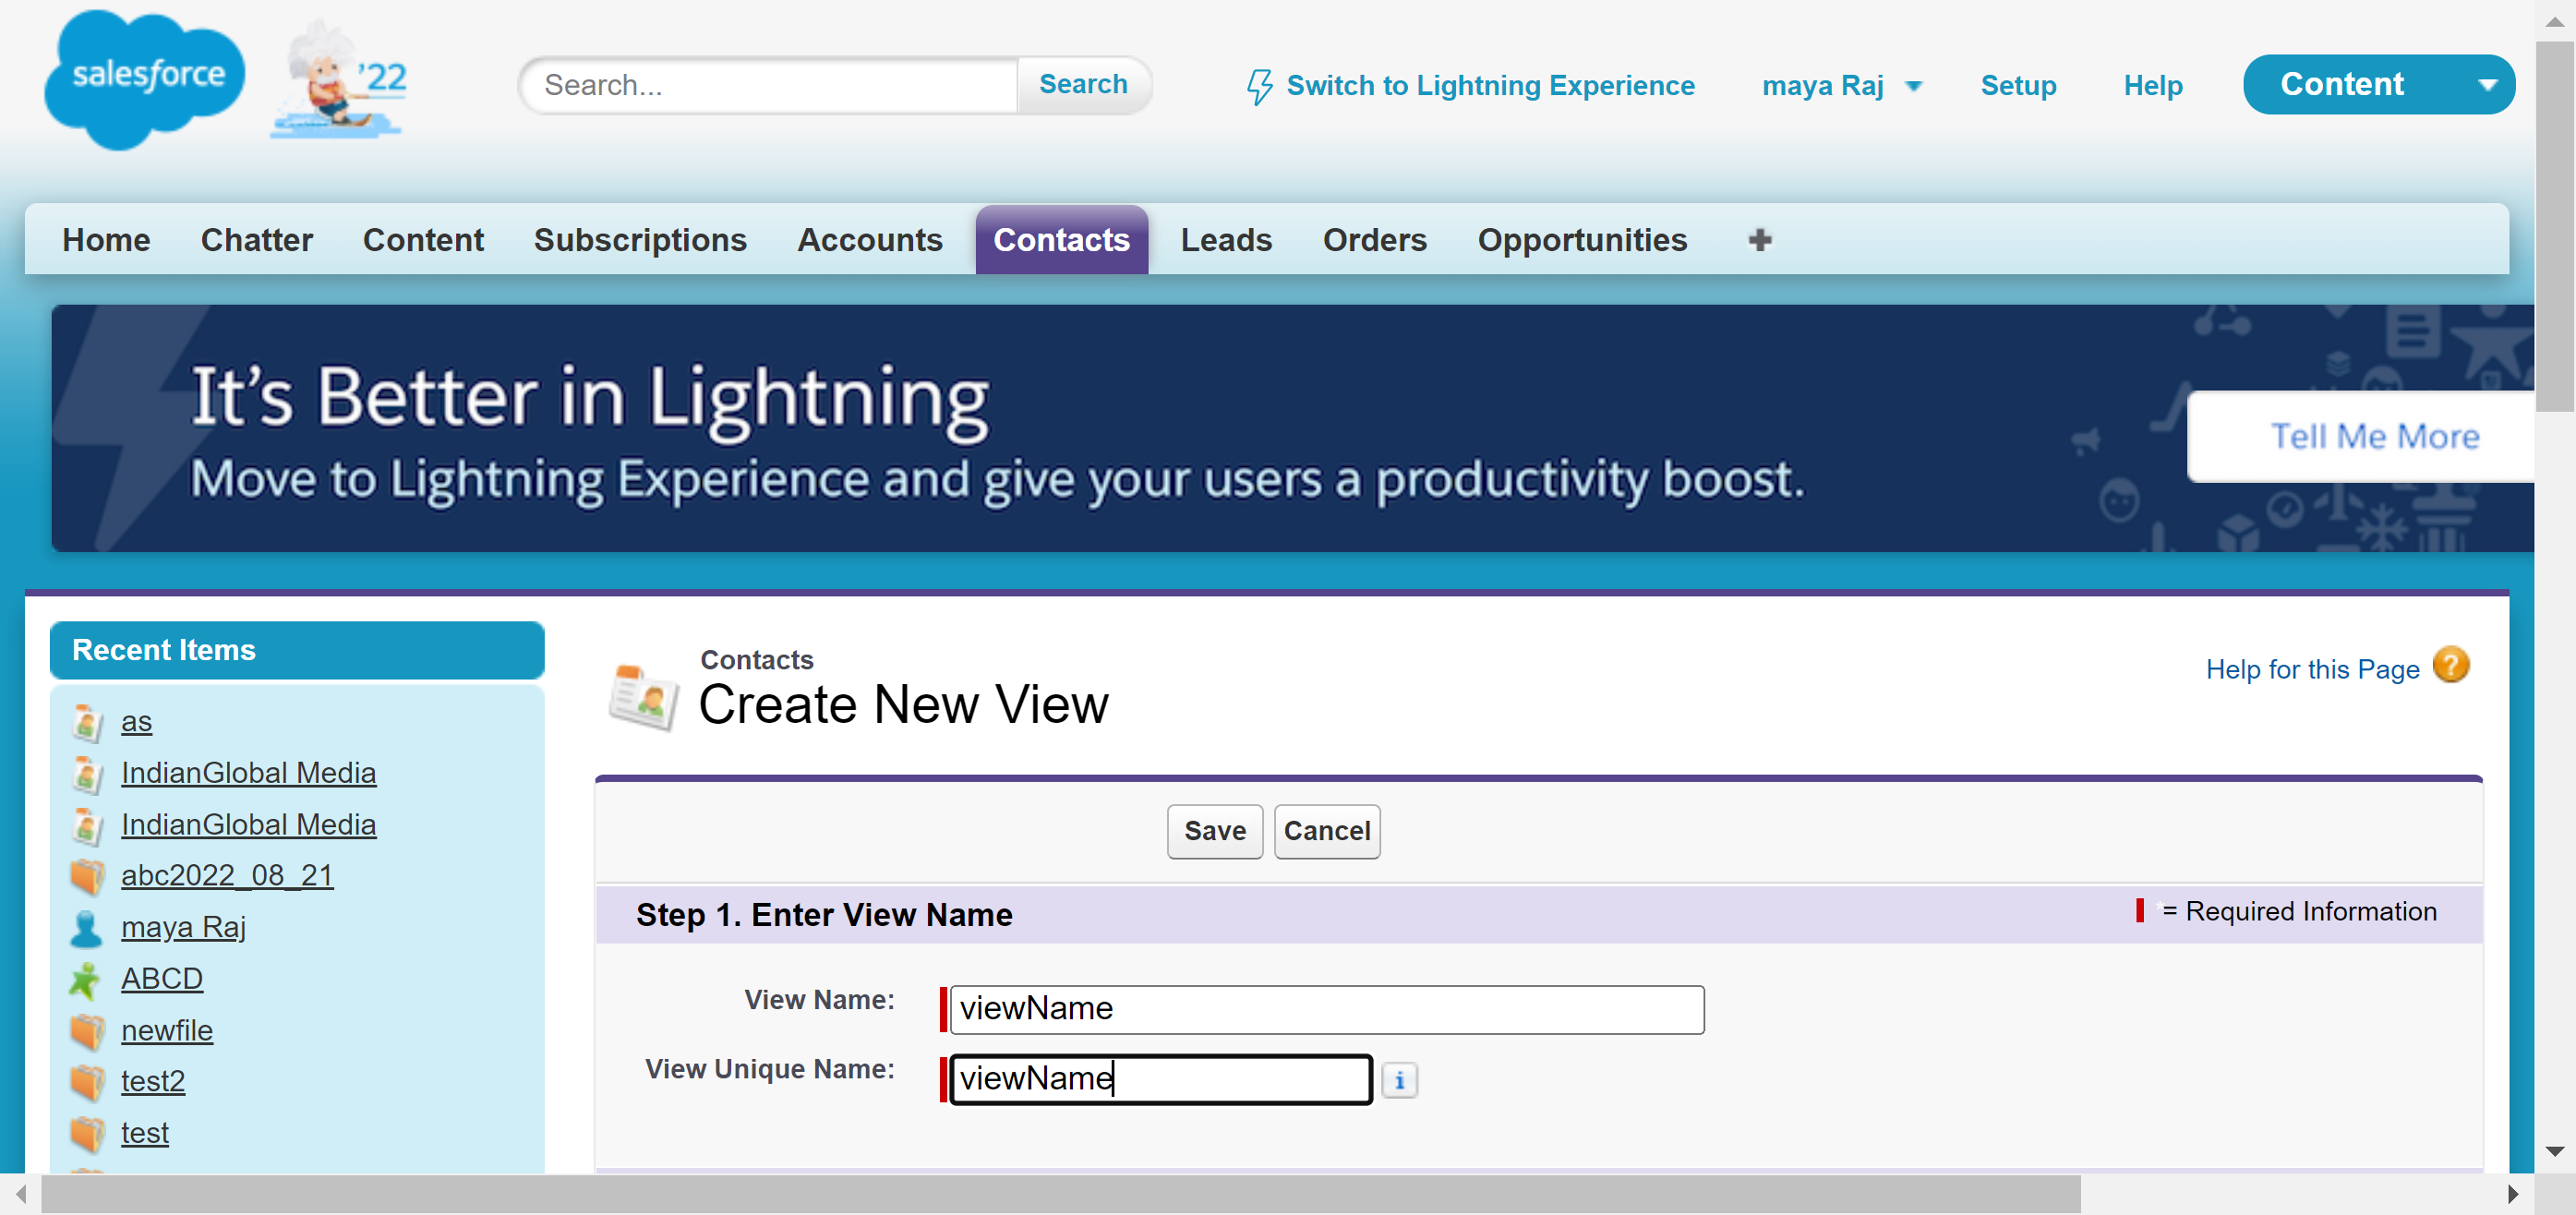 salesforce
'22
Search...
Search
Switch to Lightning Experience
maya Raj
Setup
Help
Content
Home
Chatter
Content
Subscriptions
Accounts
Contacts
Leads
Orders
Opportunities
It's Better in Lightning
Move to Lightning Experience and give your users a productivity boost.
Tell Me More
Recent Items
as
IndianGlobal Media
IndianGlobal Media
abc2022_08_21
maya Raj
ABCD
newfile
test2
test
Contacts
Create New View
Help for this Page
Save
Cancel
Step 1. Enter View Name
*= Required Information
View Name:
viewName
View Unique Name:
viewName